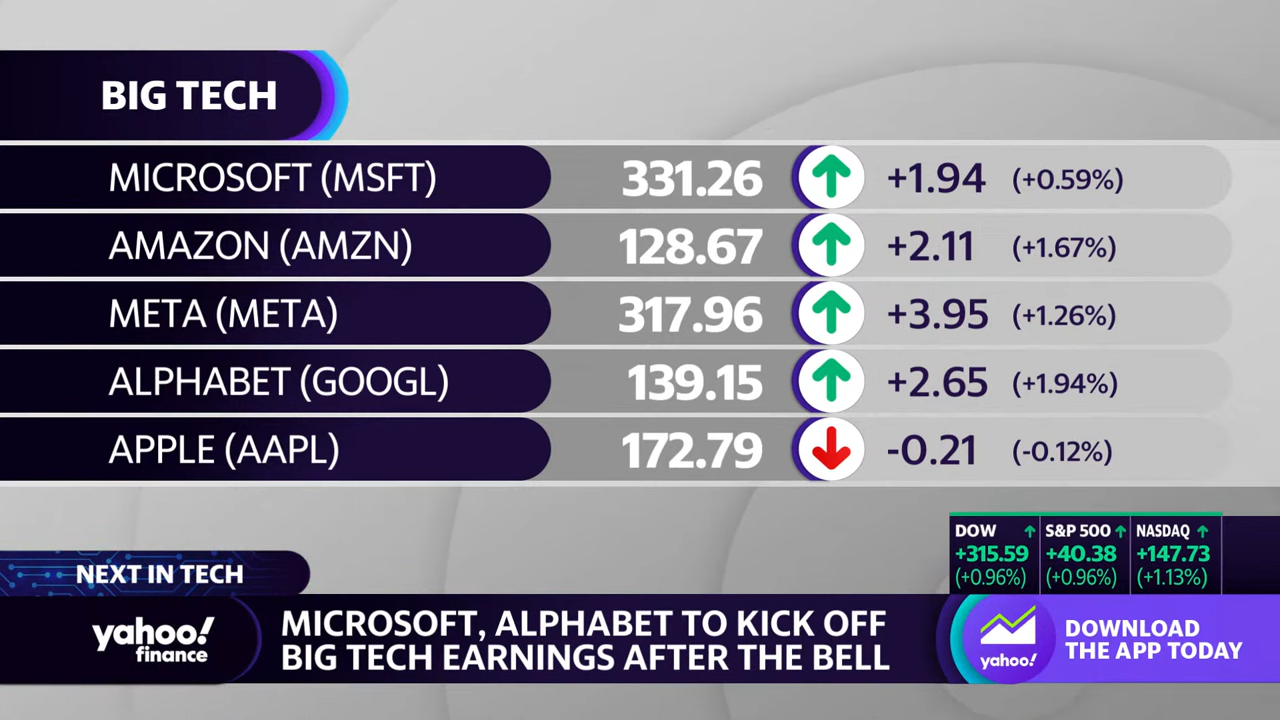 BIG TECH
MICROSOFT (MSFT) 331.26 +1.94 (+0.59%)
AMAZON (AMZN) 128.67 +2.11 (+1.67%)
META (META) 317.96 +3.95 (+1.26%)
ALPHABET (GOOGL) 139.15 +2.65 (+1.94%)
APPLE (AAPL) 172.79 -0.21 (-0.12%)
DOW S&P 500 NASDAQ
+315.59 +40.38 +147.73
(+0.96%) (+0.96%) (+1.13%)
NEXT IN TECH
yahoo!
finance
MICROSOFT, ALPHABET TO KICK OFF
BIG TECH EARNINGS AFTER THE BELL
yahoo!
DOWNLOAD
THE APP TODAY